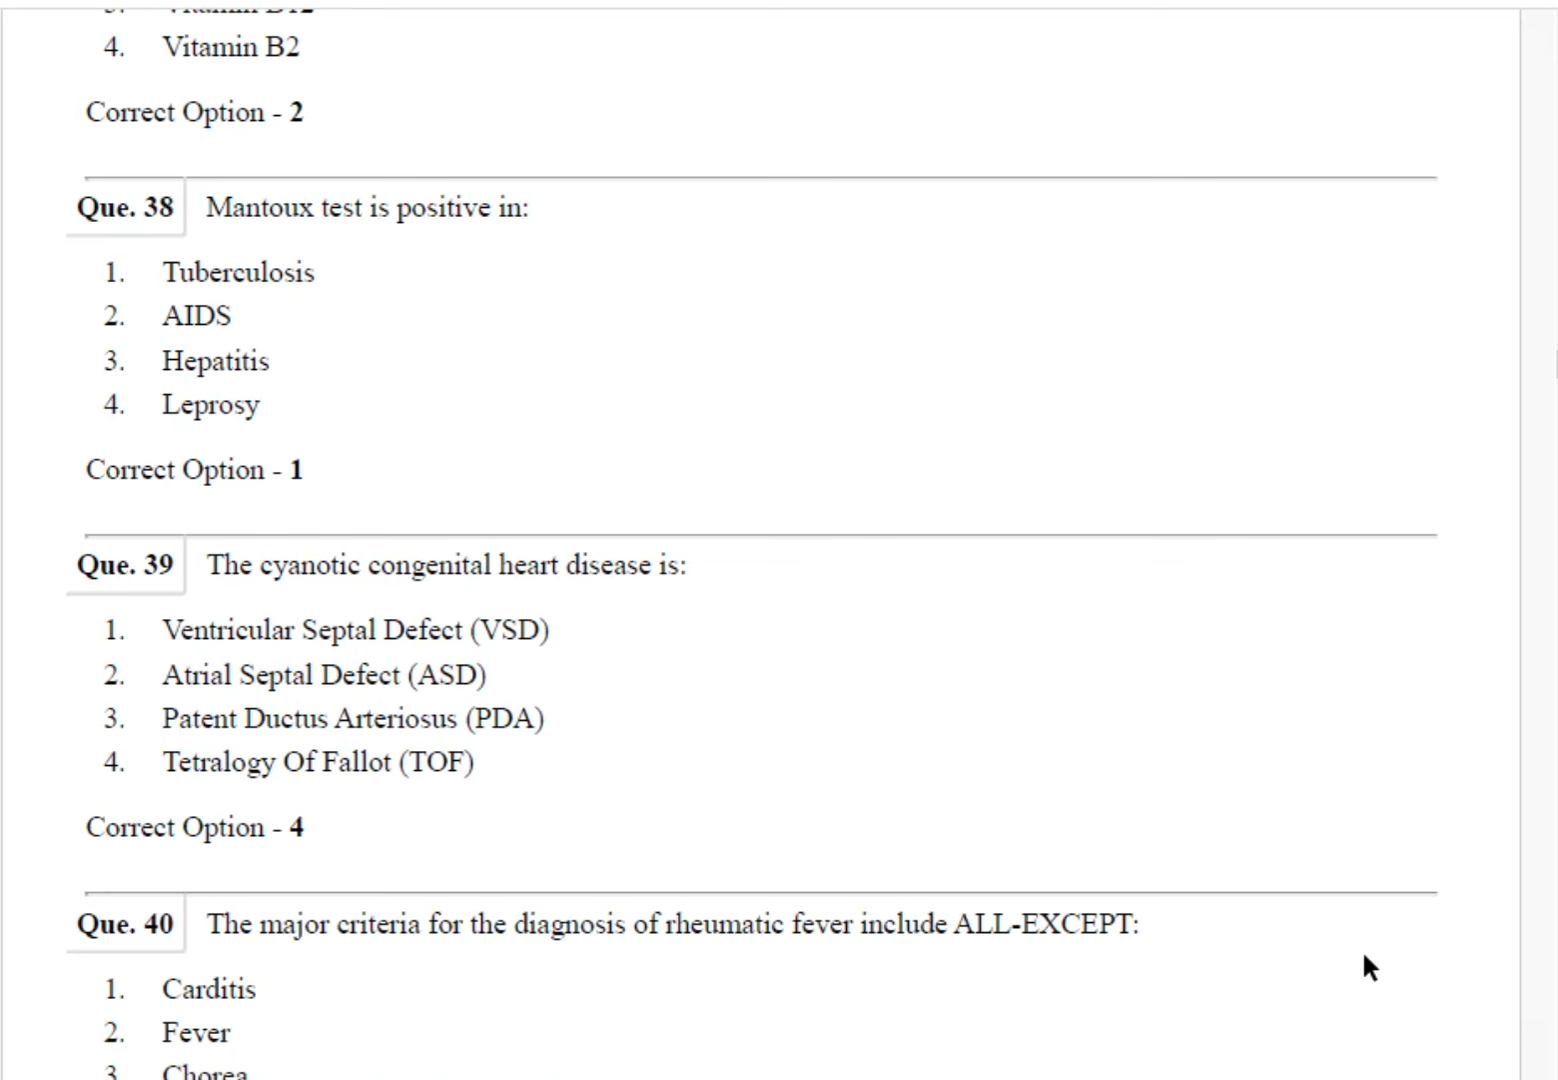 4. Vitamin B2
Correct Option - 2
Que. 38 Mantoux test is positive in:
1. Tuberculosis
2. AIDS
3. Hepatitis
4. Leprosy
Correct Option - 1
Que. 39 The cyanotic congenital heart disease is:
1. Ventricular Septal Defect (VSD)
2. Atrial Septal Defect (ASD)
3. Patent Ductus Arteriosus (PDA)
4. Tetralogy Of Fallot (TOF)
Correct Option - 4
Que. 40 The major criteria for the diagnosis of rheumatic fever include ALL-EXCEPT:
1. Carditis
2. Fever
3. Chorea